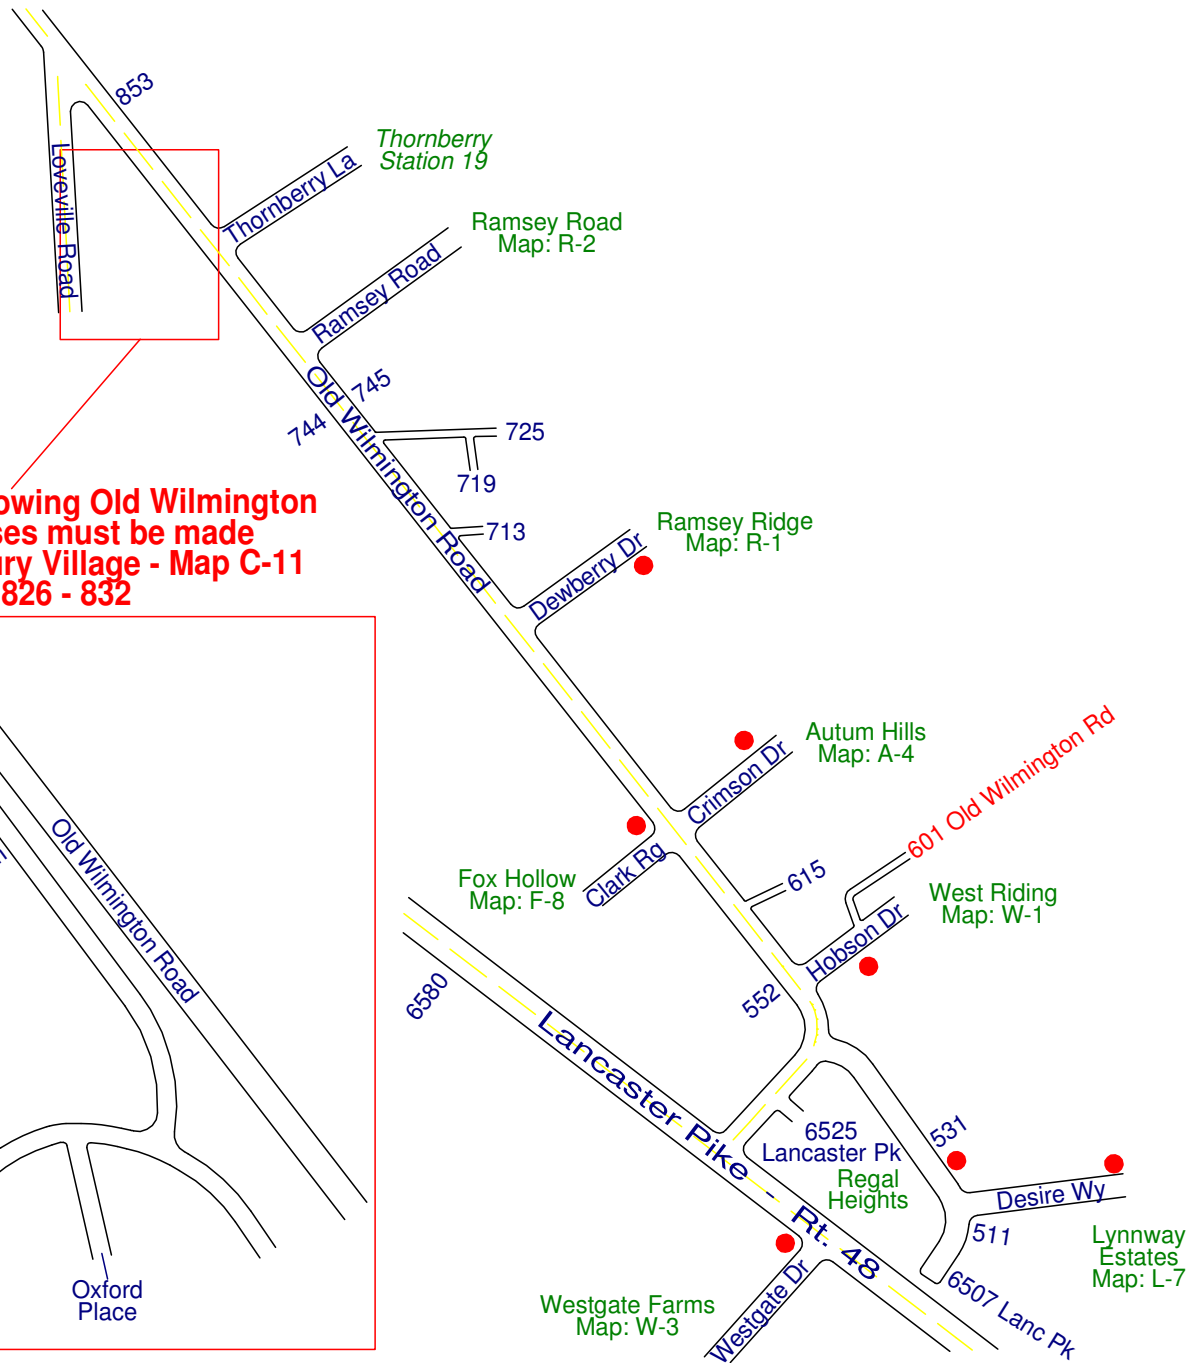 853
Thornberry
Station 19
Thornberry La
Loveville Road
Ramsey Road
Map: R-2
Ramsey Road
745
744
Old Wilmington Road
725
719
713
owing Old Wilmington
ses must be made
ury Village - Map C-11
826 - 832
Ramsey Ridge
Map: R-1
Dewberry Dr
Autum Hills
Map: A-4
Crimson Dr
601 Old Wilmington Rd
Clark Rg
Fox Hollow
Map: F-8
615
West Riding
Map: W-1
Hobson Dr
552
6580
Old Wilmington Road
Lancaster Pike - Rt. 48
6525
Lancaster Pk
Regal
Heights
531
Desire Wy
511
Lynnway
Estates
Map: L-7
6507 Lanc Pk
Westgate Dr
Westgate Farms
Map: W-3
Oxford
Place